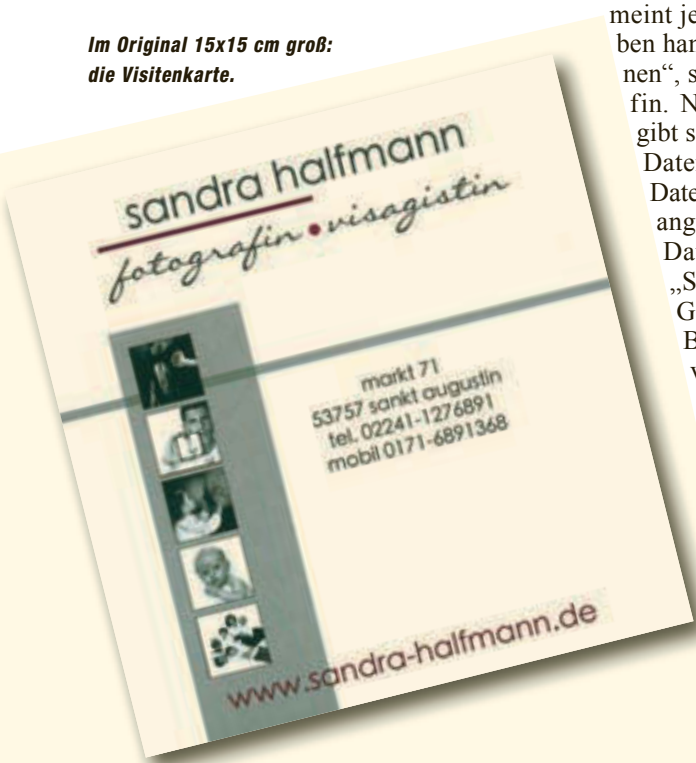 Im Original 15x15 cm groß:
die Visitenkarte.
sandra halfmann
fotografin • visagistin
markt 71
53757 sankt augustin
tel. 02241-1276891
mobil 0171-6891368
www.sandra-halfmann.de
meint je
ben han
nen“, s
fin. N
gibt s
Date
Date
ang
Da
„S
G
B
v